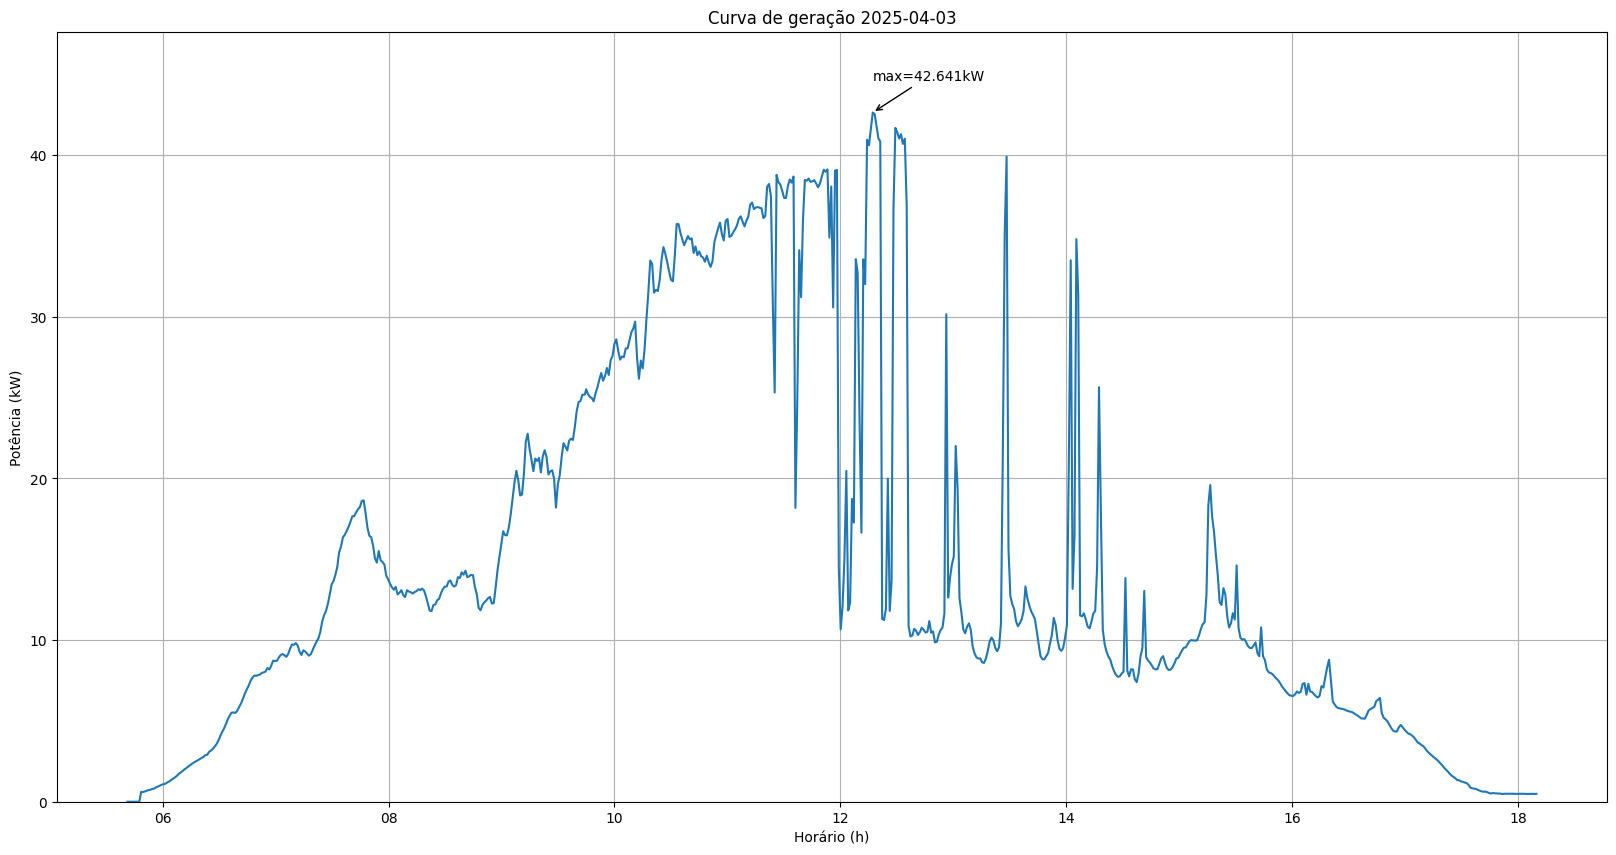 Curva de geração 2025-04-03
max=42.641kW
Potência (kW)
40
30
20
10
0
06 08 10 12 14 16 18
Horário (h)